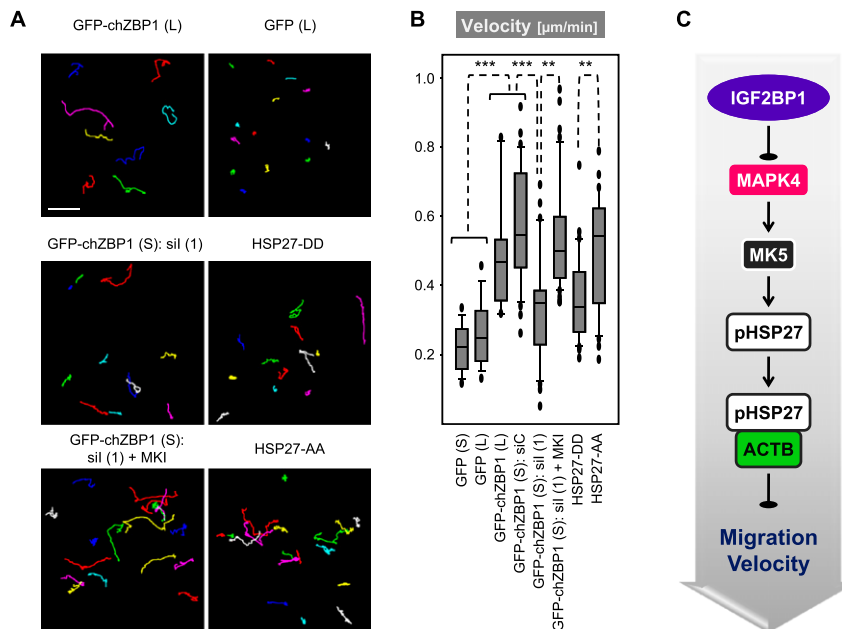 A
GFP-chZBP1 (L)
GFP (L)
GFP-chZBP1 (S): siI (1)
HSP27-DD
GFP-chZBP1 (S):
siI (1) + MKI
HSP27-AA
B
Velocity [µm/min]
***
***
**
**
1.0
0.8
0.6
0.4
0.2
GFP (S)
GFP (L)
GFP-chZBP1 (L)
GFP-chZBP1 (S): siC
GFP-chZBP1 (S): siI (1)
GFP-chZBP1 (S): siI (1) + MKI
HSP27-DD
HSP27-AA
C
IGF2BP1
MAPK4
MK5
pHSP27
pHSP27
ACTB
Migration
Velocity